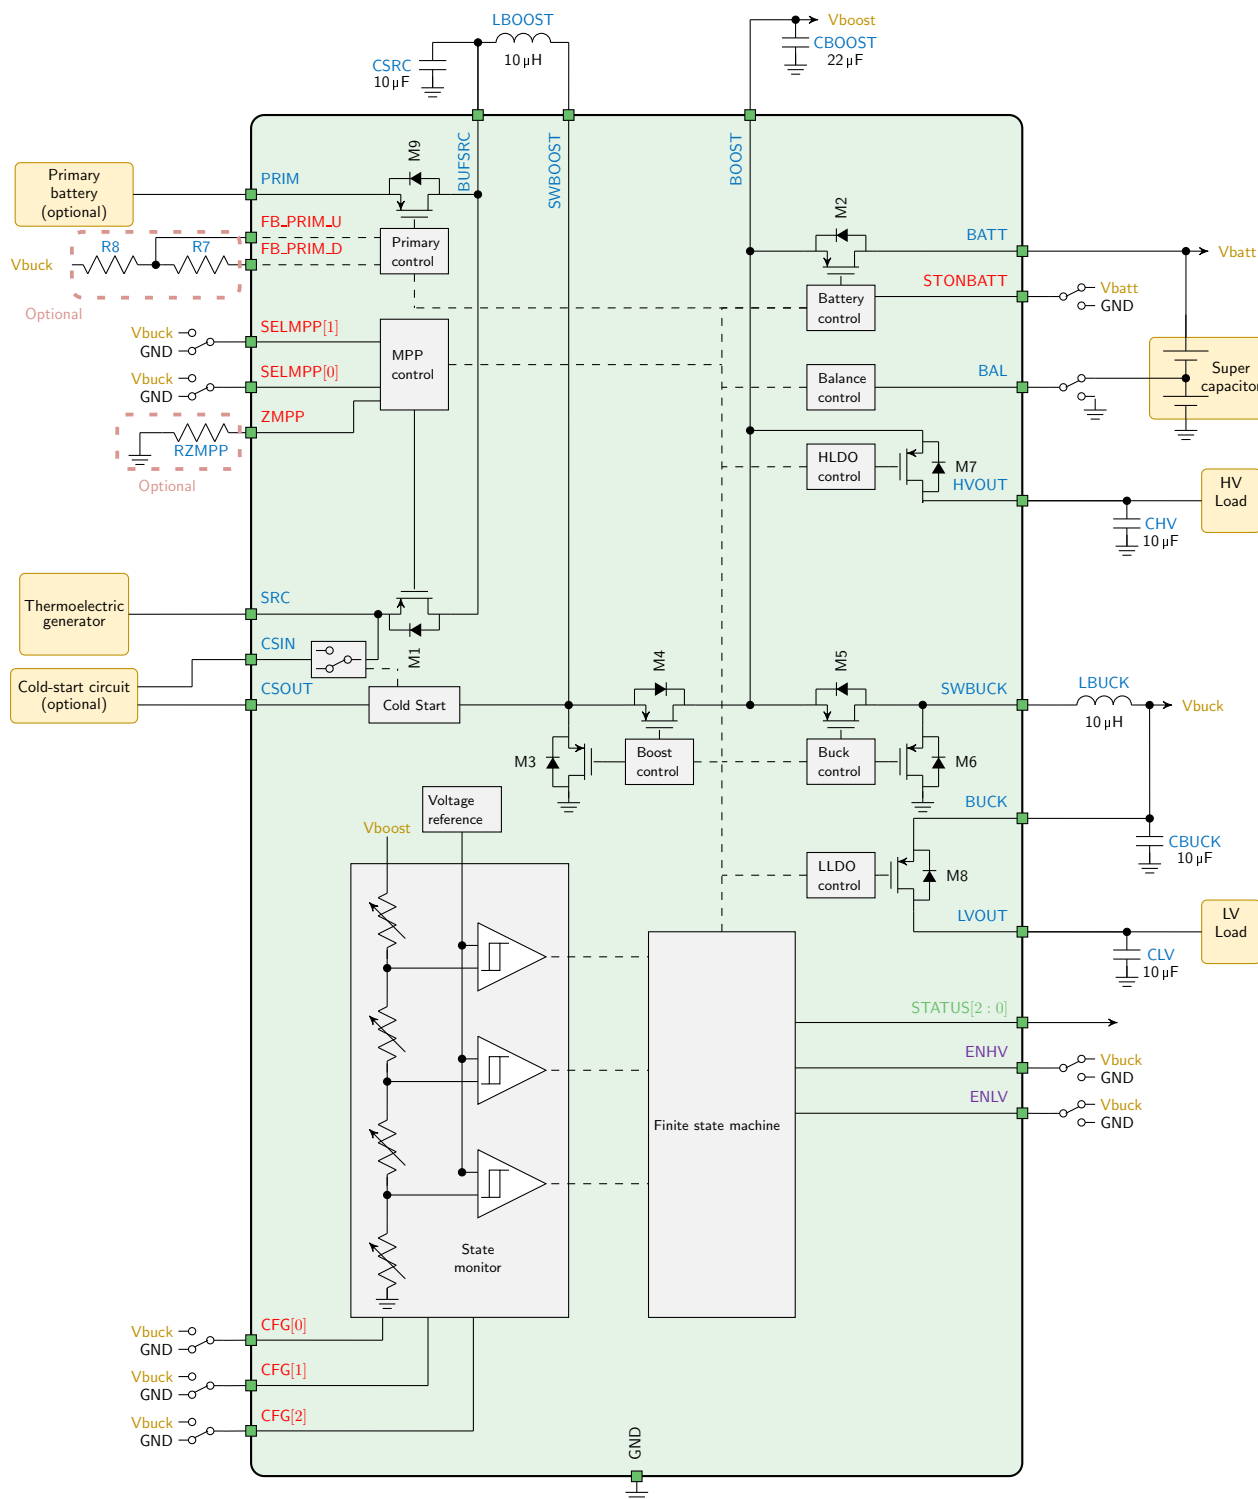 LBOOST
10 µH
CSRC
10 µF
Vboost
CBOOST
22 µF
Primary
battery
(optional)
PRIM
M9
BUFSRC
SWBOOST
BOOST
FB_PRIM_U
FB_PRIM_D
R8
R7
Vbuck
Optional
Primary
control
M2
BATT
Vbatt
STONBATT
Battery
control
Vbatt
GND
SELMPP[1]
Vbuck
GND
MPP
control
SELMPP[0]
Vbuck
GND
ZMPP
RZMPP
Optional
Balance
control
BAL
Super
capacitor
HLDO
control
M7
HVOUT
HV
Load
CHV
10 µF
Thermoelectric
generator
SRC
CSIN
M1
Cold-start circuit
(optional)
CSOUT
Cold Start
M4
M5
SWBUCK
LBUCK
10 µH
Vbuck
M3
Boost
control
Buck
control
M6
BUCK
CBUCK
10 µF
Voltage
reference
Vboost
LLDO
control
M8
LVOUT
LV
Load
CLV
10 µF
STATUS[2 : 0]
ENHV
Vbuck
GND
ENLV
Vbuck
GND
Finite state machine
State
monitor
CFG[0]
Vbuck
GND
CFG[1]
Vbuck
GND
CFG[2]
Vbuck
GND
GND